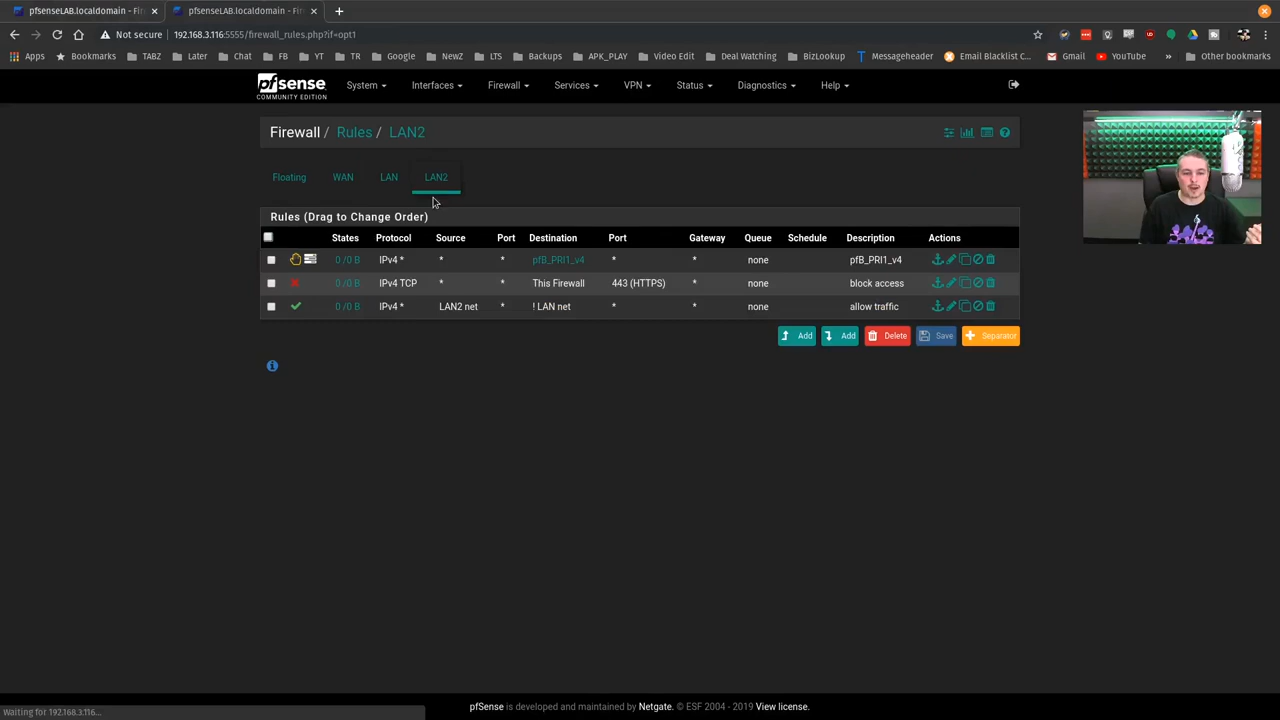 pfsenseLAB.localdomain - Fir
pfsenseLAB.localdomain - Fire
Not secure 192.168.3.116:5555/firewall_rules.php?if=opt1
Apps Bookmarks TABZ Later Chat FB YT TR Google NewZ LTS Backups APK_PLAY Video Edit Deal Watching BizLookup Messageheader Email Blacklist C... Gmail YouTube » Other bookmarks
pfsense COMMUNITY EDITION
System Interfaces Firewall Services VPN Status Diagnostics Help
Firewall / Rules / LAN2
Floating WAN LAN LAN2
Rules (Drag to Change Order)
States Protocol Source Port Destination Port Gateway Queue Schedule Description Actions
0 /0 B IPv4 * * * pfB_PRI1_v4 * * none pfB_PRI1_v4
0 /0 B IPv4 TCP * * This Firewall 443 (HTTPS) * none block access
0 /0 B IPv4 * LAN2 net * ! LAN net * * none allow traffic
Add Add Delete Save Separator
pfSense is developed and maintained by Netgate. © ESF 2004 - 2019 View license.
Waiting for 192.168.3.116...